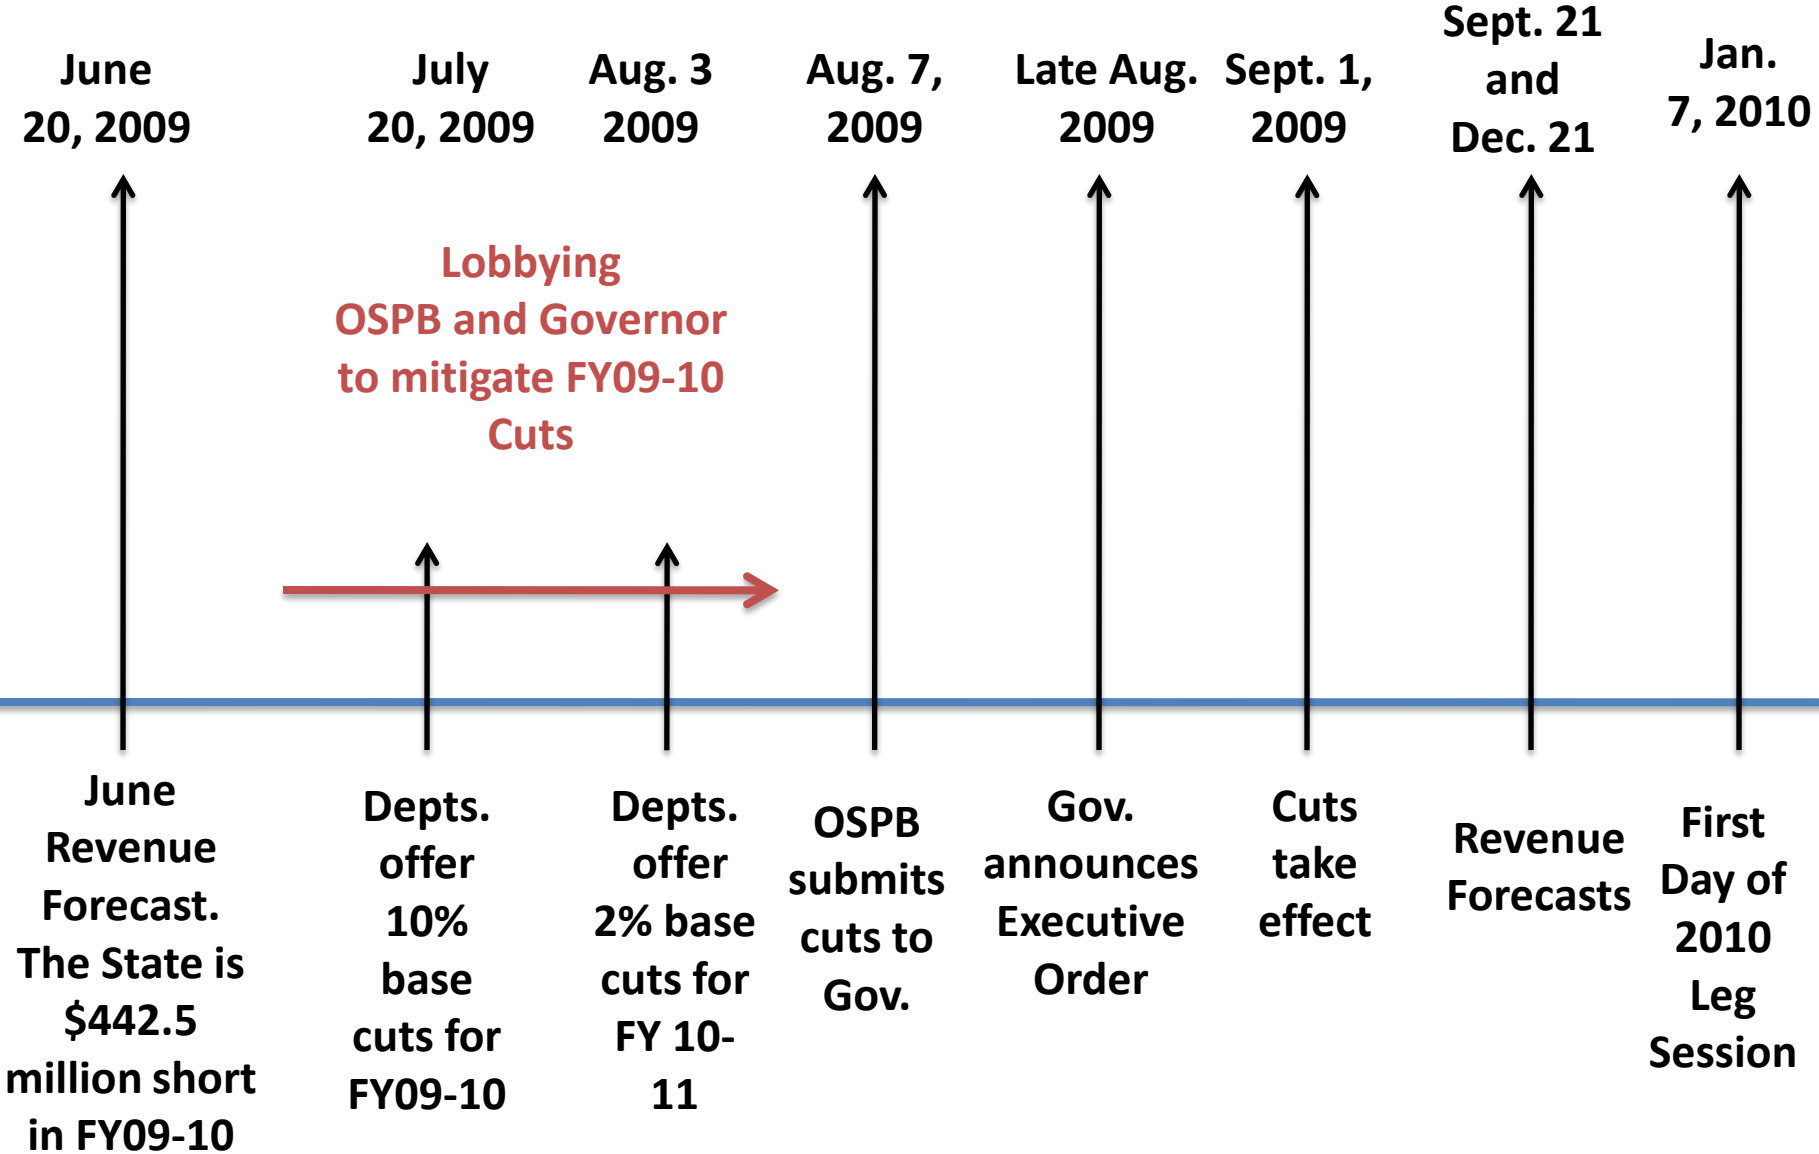 June
20, 2009
July
20, 2009
Aug. 3
2009
Aug. 7,
2009
Late Aug.
2009
Sept. 1,
2009
Sept. 21
and
Dec. 21
Jan.
7, 2010
Lobbying
OSPB and Governor
to mitigate FY09-10
Cuts
June
Revenue
Forecast.
The State is
$442.5
million short
in FY09-10
Depts.
offer
10%
base
cuts for
FY09-10
Depts.
offer
2% base
cuts for
FY 10-
11
OSPB
submits
cuts to
Gov.
Gov.
announces
Executive
Order
Cuts
take
effect
Revenue
Forecasts
First
Day of
2010
Leg
Session